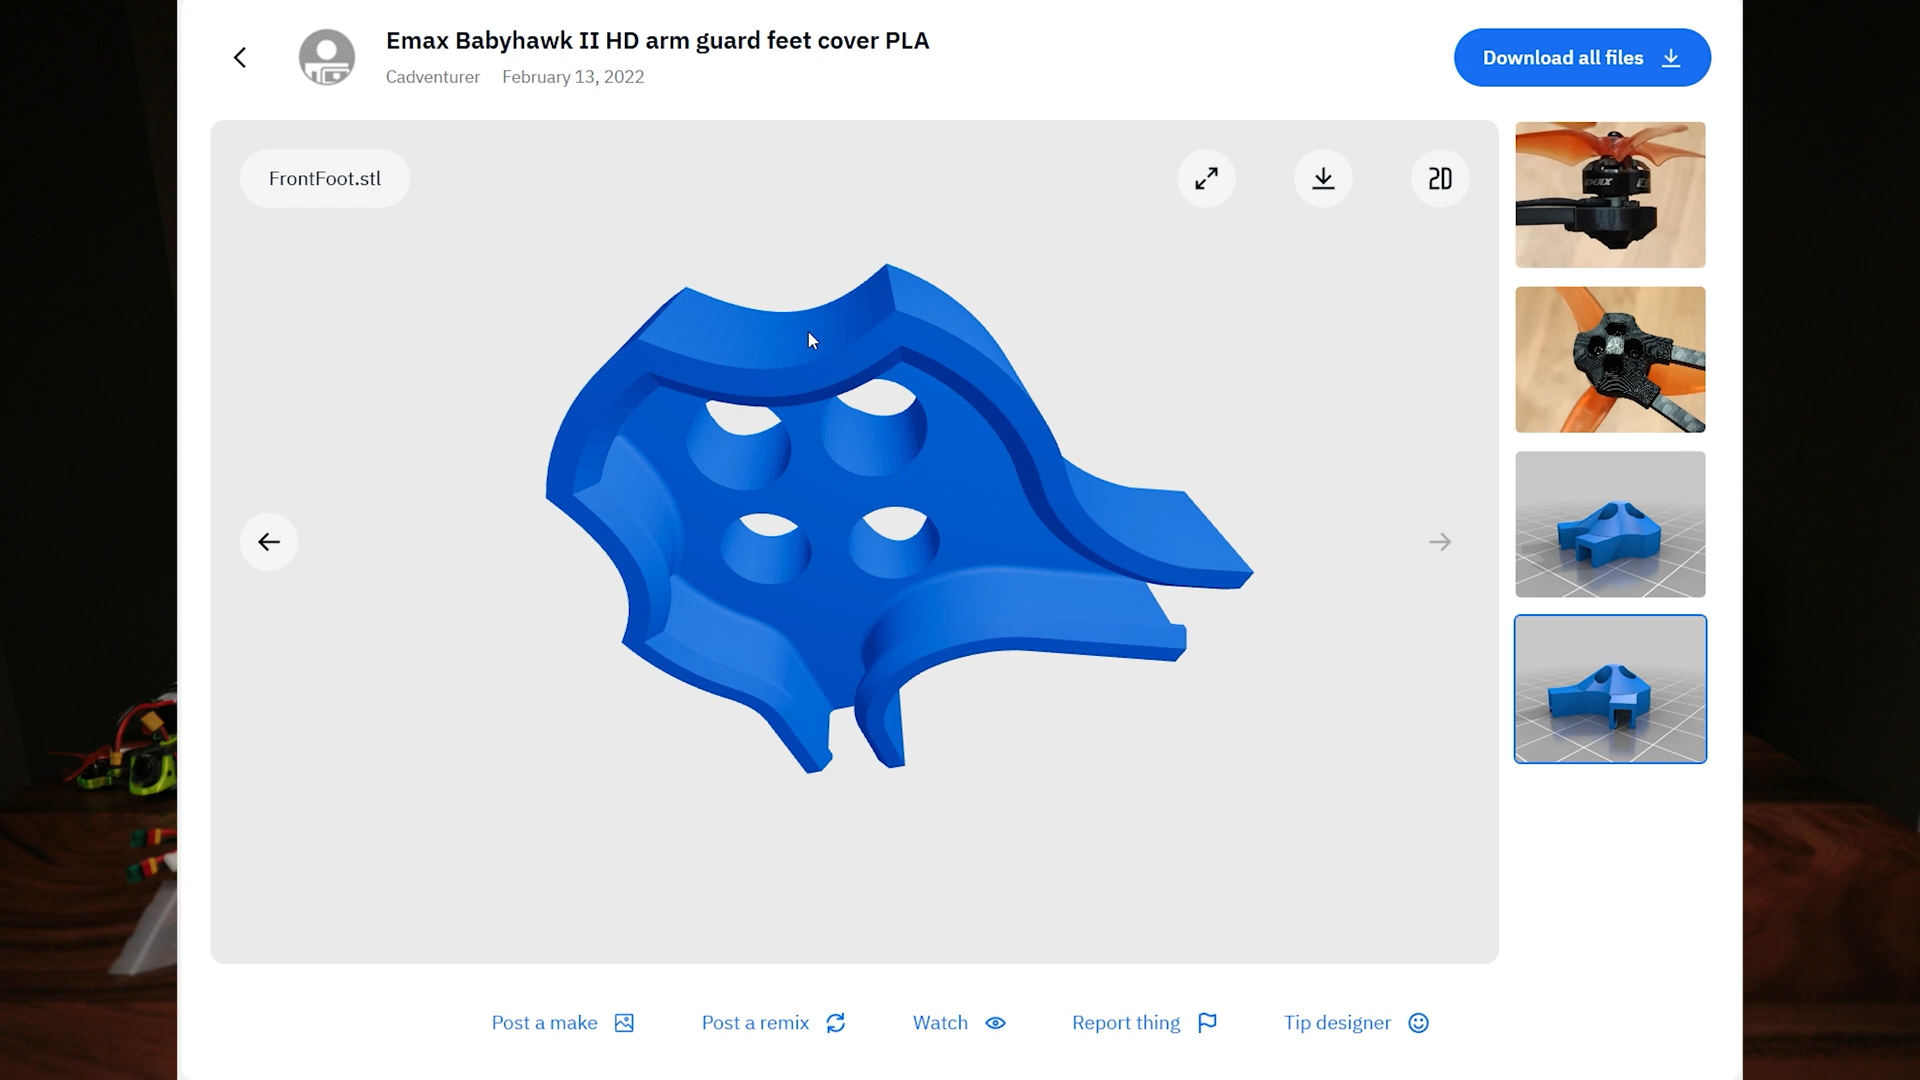 Emax Babyhawk II HD arm guard feet cover PLA
Cadventurer February 13, 2022
Download all files
FrontFoot.stl
2D
Post a make
Post a remix
Watch
Report thing
Tip designer